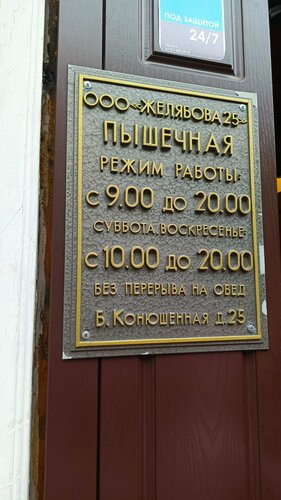 ПОД ЗАЩИТОЙ
24/7
ООО «ЖЕЛЯБОВА 25»
ПЫШЕЧНАЯ
РЕЖИМ РАБОТЫ:
С 9.00 ДО 20.00
СУББОТА, ВОСКРЕСЕНЬЕ
С 10.00 ДО 20.00
БЕЗ ПЕРЕРЫВА НА ОБЕД
Б. КОНЮШЕННАЯ Д.25